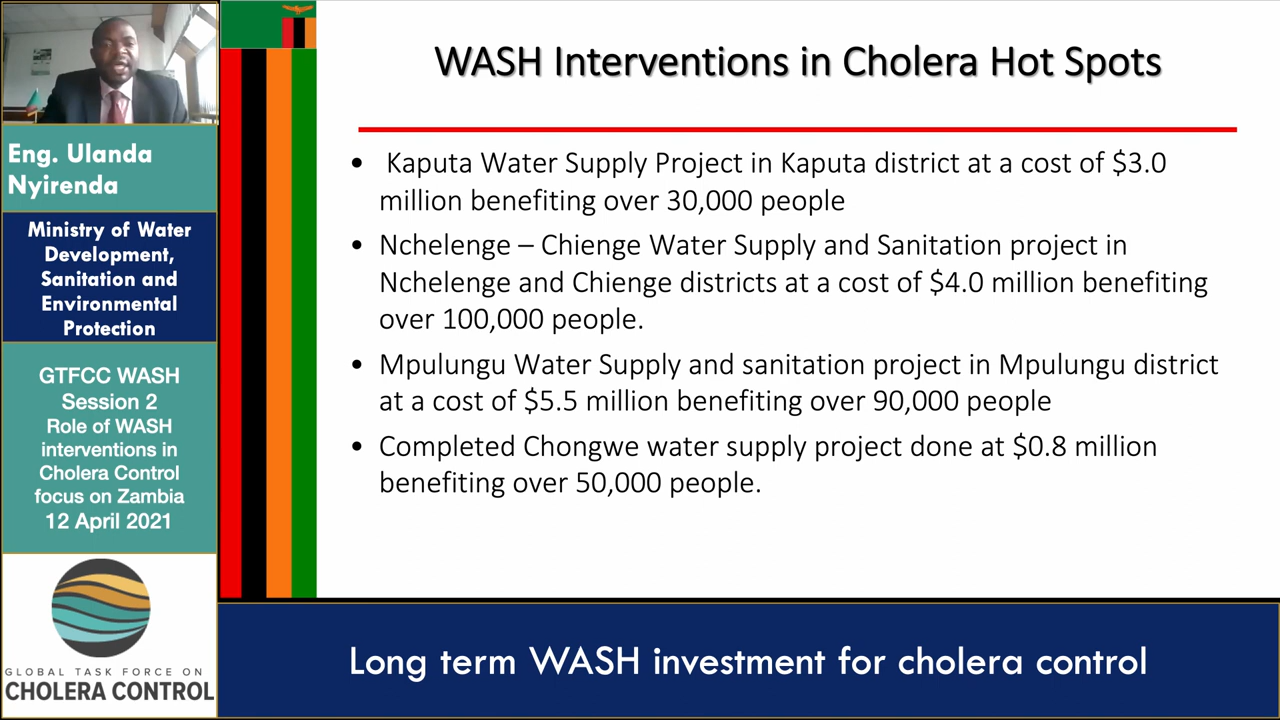 Eng. Ulanda
Nyirenda
Ministry of Water
Development,
Sanitation and
Environmental
Protection
GTFCC WASH
Session 2
Role of WASH
interventions in
Cholera Control
focus on Zambia
12 April 2021
GLOBAL TASK FORCE ON
CHOLERA CONTROL
WASH Interventions in Cholera Hot Spots
• Kaputa Water Supply Project in Kaputa district at a cost of $3.0
million benefiting over 30,000 people
• Nchelenge – Chienge Water Supply and Sanitation project in
Nchelenge and Chienge districts at a cost of $4.0 million benefiting
over 100,000 people.
• Mpulungu Water Supply and sanitation project in Mpulungu district
at a cost of $5.5 million benefiting over 90,000 people
• Completed Chongwe water supply project done at $0.8 million
benefiting over 50,000 people.
Long term WASH investment for cholera control